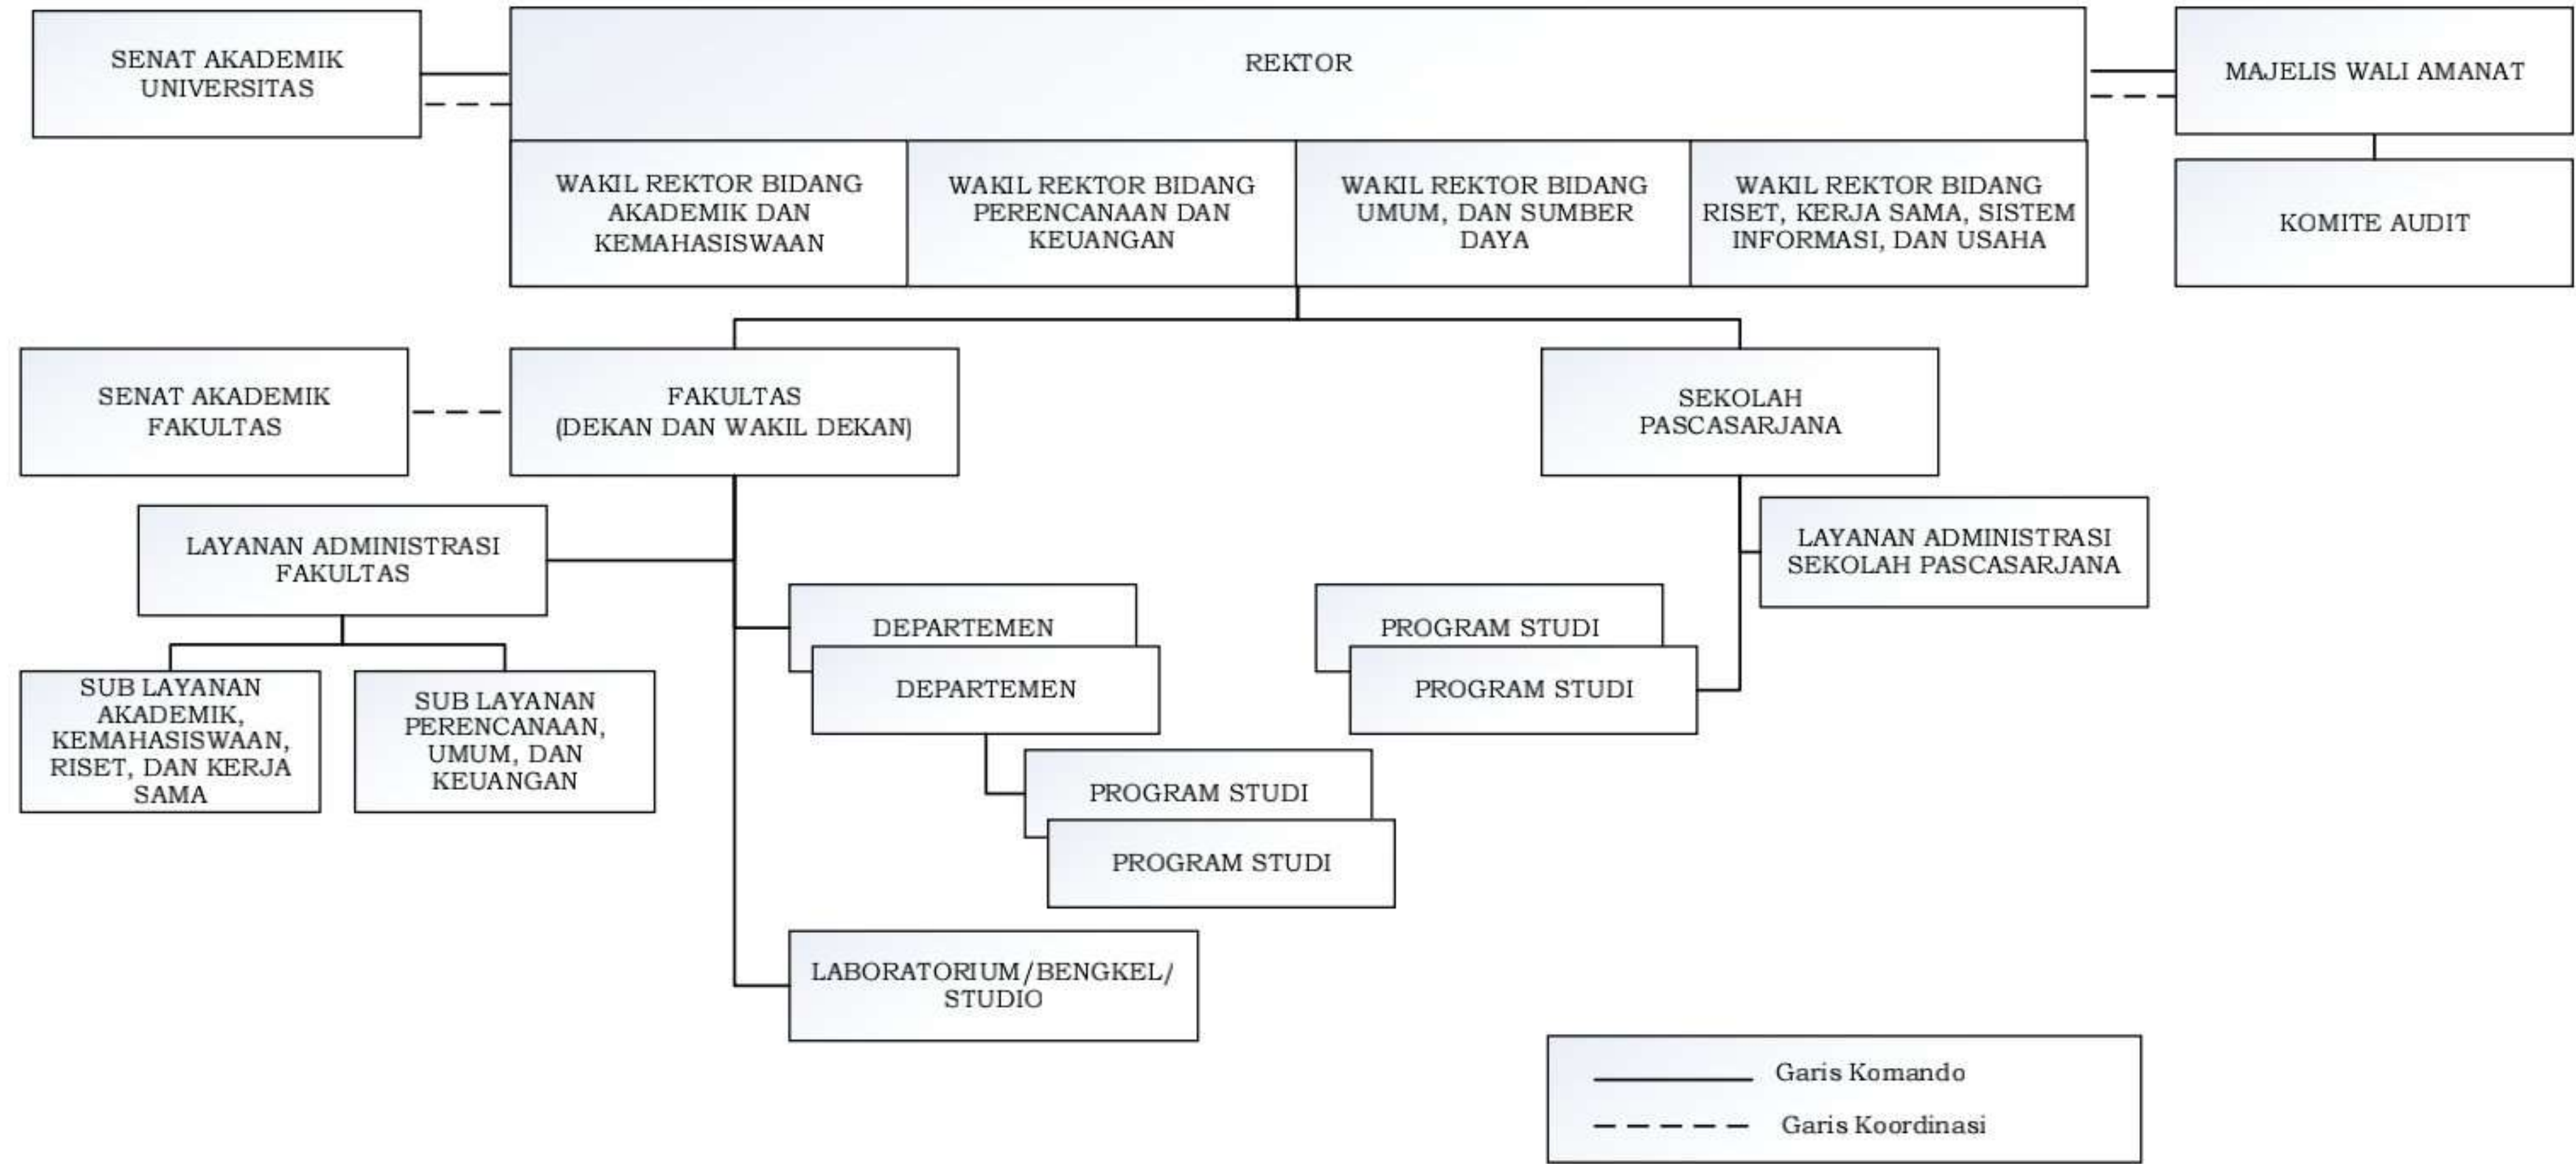 SENAT AKADEMIK
UNIVERSITAS
REKTOR
MAJELIS WALI AMANAT
WAKIL REKTOR BIDANG
AKADEMIK DAN
KEMAHASISWAAN
WAKIL REKTOR BIDANG
PERENCANAAN DAN
KEUANGAN
WAKIL REKTOR BIDANG
UMUM, DAN SUMBER
DAYA
WAKIL REKTOR BIDANG
RISET, KERJA SAMA, SISTEM
INFORMASI, DAN USAHA
KOMITE AUDIT
SENAT AKADEMIK
FAKULTAS
FAKULTAS
(DEKAN DAN WAKIL DEKAN)
SEKOLAH
PASCASARJANA
LAYANAN ADMINISTRASI
FAKULTAS
LAYANAN ADMINISTRASI
SEKOLAH PASCASARJANA
DEPARTEMEN
DEPARTEMEN
PROGRAM STUDI
PROGRAM STUDI
SUB LAYANAN
AKADEMIK,
KEMAHASISWAAN,
RISET, DAN KERJA
SAMA
SUB LAYANAN
PERENCANAAN,
UMUM, DAN
KEUANGAN
PROGRAM STUDI
PROGRAM STUDI
LABORATORIUM/BENGKEL/
STUDIO
Garis Komando
Garis Koordinasi